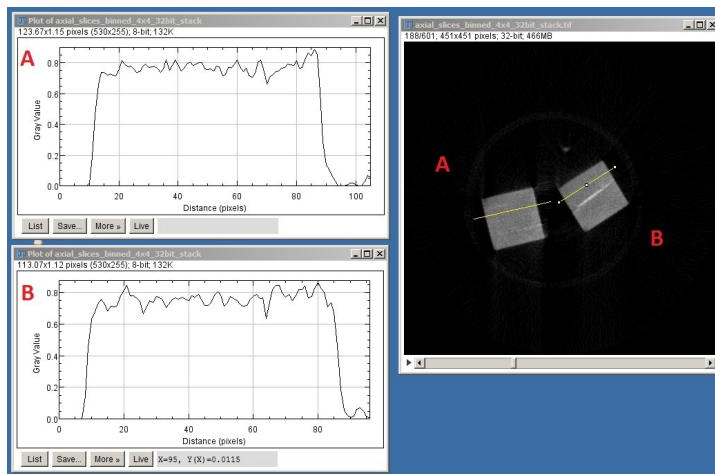 Plot of axial_slices_binned_4x4_32bit_stack
123.67x1.15 pixels (530x255); 8-bit; 132K
A
0.8
0.6
0.4
0.2
0.0
Gray Value
0 20 40 60 80 100
Distance (pixels)
List Save... More » Live
Plot of axial_slices_binned_4x4_32bit_stack
113.07x1.12 pixels (530x255); 8-bit; 132K
B
0.8
0.6
0.4
0.2
0.0
Gray Value
0 20 40 60 80
Distance (pixels)
List Save... More » Live X=95, Y(X)=0.0115
axial_slices_binned_4x4_32bit_stack.tif
188/601; 451x451 pixels; 32-bit; 466MB
A
B